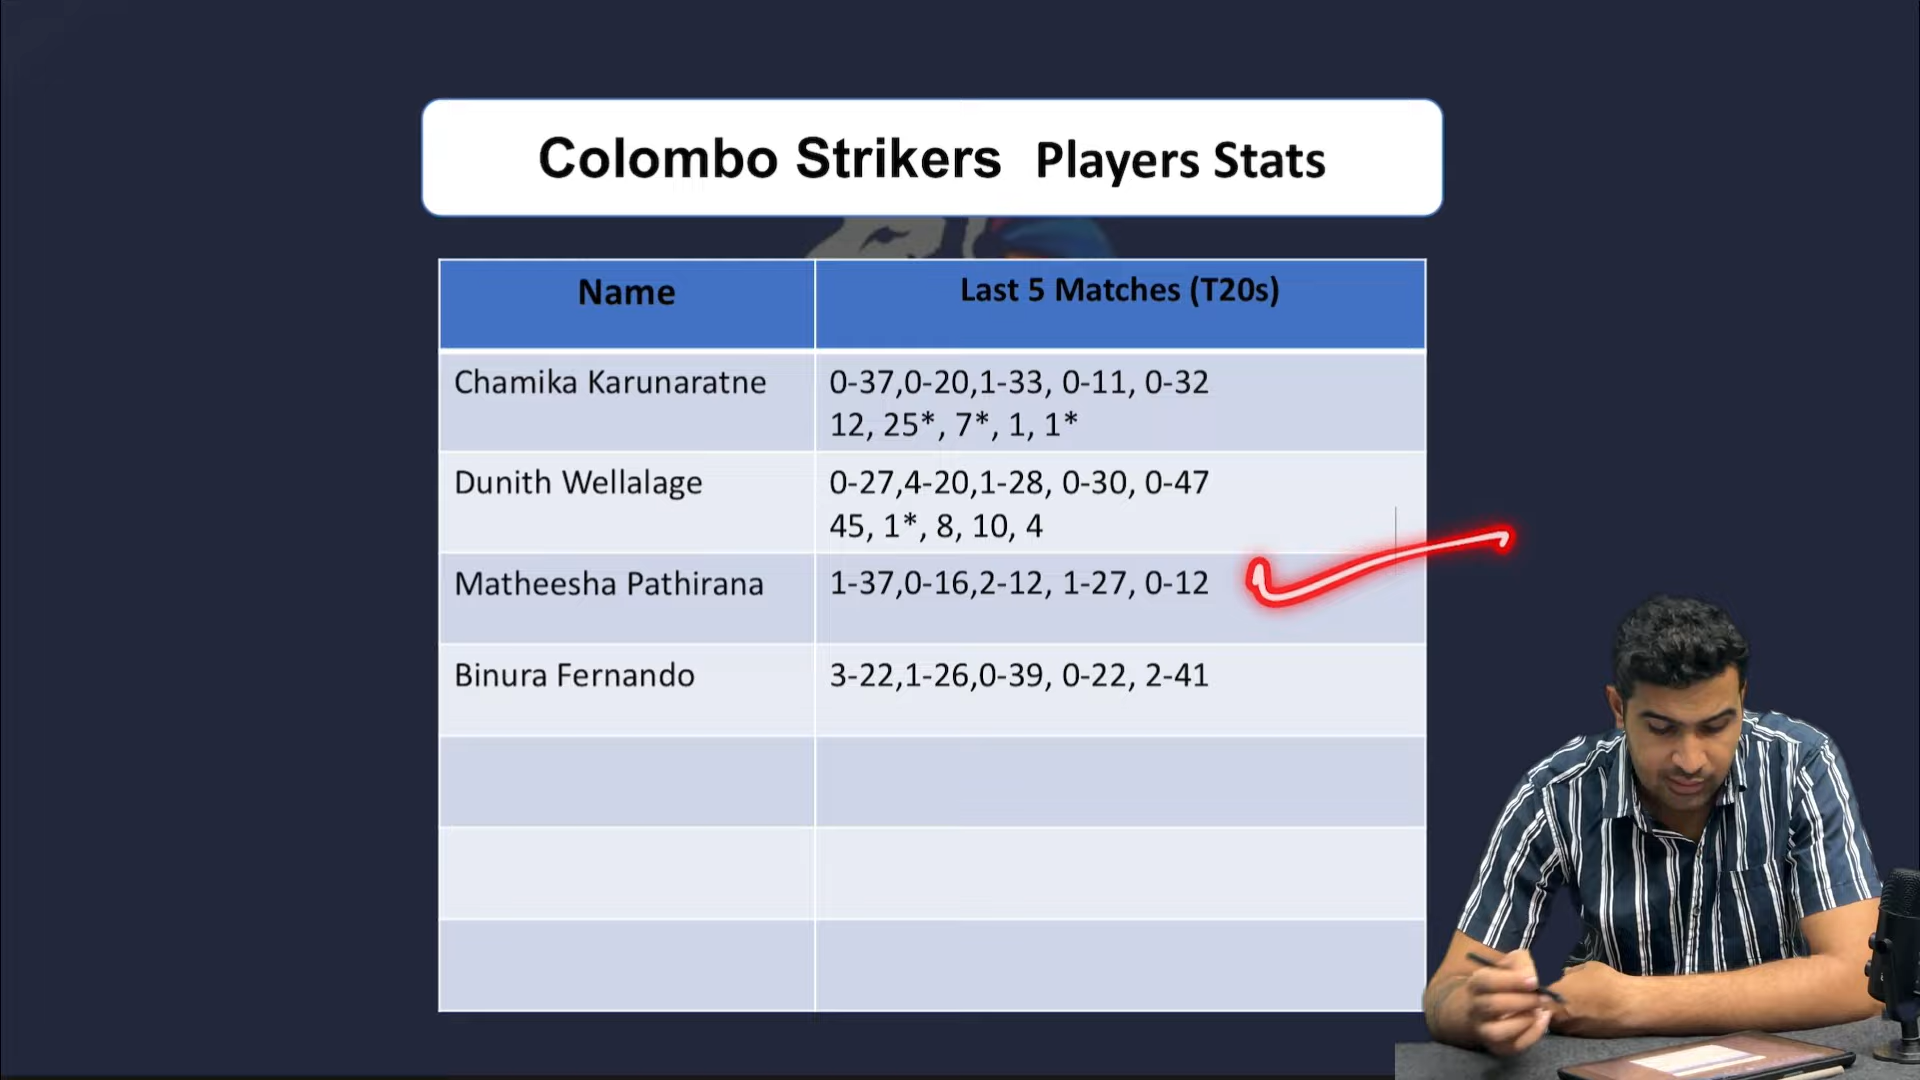 Colombo Strikers Players Stats
Name
Last 5 Matches (T20s)
Chamika Karunaratne
0-37,0-20,1-33, 0-11, 0-32
12, 25*, 7*, 1, 1*
Dunith Wellalage
0-27,4-20,1-28, 0-30, 0-47
45, 1*, 8, 10, 4
Matheesha Pathirana
1-37,0-16,2-12, 1-27, 0-12
Binura Fernando
3-22,1-26,0-39, 0-22, 2-41